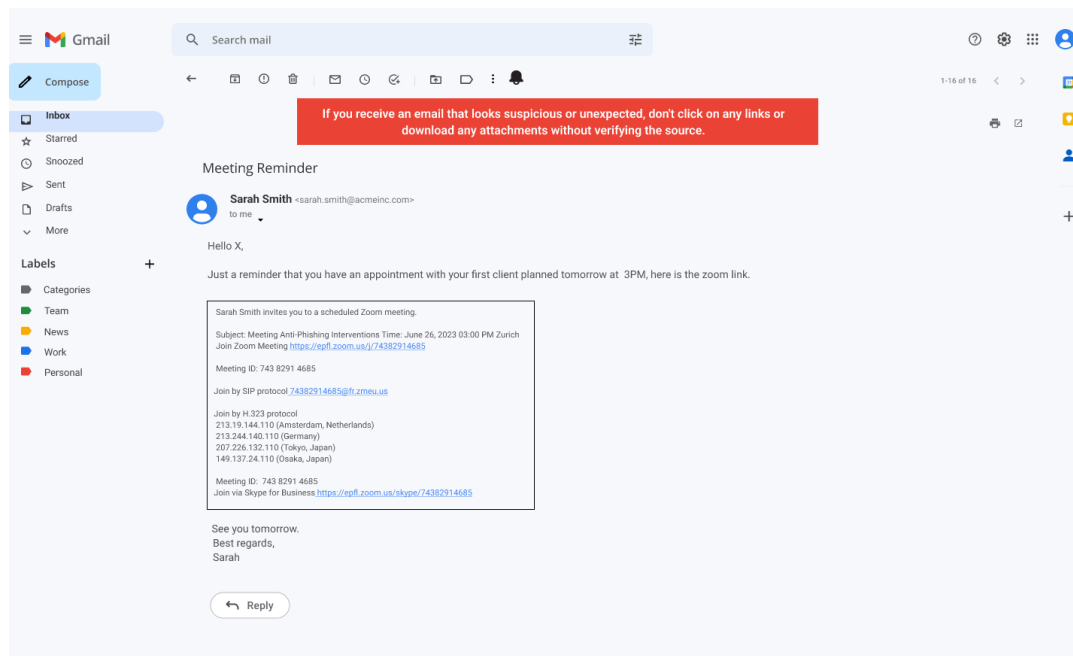 Gmail
Search mail
Compose
1-16 of 16
Inbox
Starred
Snoozed
Sent
Drafts
More
Labels
Categories
Team
News
Work
Personal
If you receive an email that looks suspicious or unexpected, don't click on any links or
download any attachments without verifying the source.
Meeting Reminder
Sarah Smith <sarah.smith@acmeinc.com>
to me
Hello X,
Just a reminder that you have an appointment with your first client planned tomorrow at 3PM, here is the zoom link.
Sarah Smith invites you to a scheduled Zoom meeting.
Subject: Meeting Anti-Phishing Interventions Time: June 26, 2023 03:00 PM Zurich
Join Zoom Meeting https://epfl.zoom.us/j/74382914685
Meeting ID: 743 8291 4685
Join by SIP protocol 74382914685@fr.zmeu.us
Join by H.323 protocol
213.19.144.110 (Amsterdam, Netherlands)
213.244.140.110 (Germany)
207.226.132.110 (Tokyo, Japan)
149.137.24.110 (Osaka, Japan)
Meeting ID: 743 8291 4685
Join via Skype for Business https://epfl.zoom.us/skype/74382914685
See you tomorrow.
Best regards,
Sarah
Reply